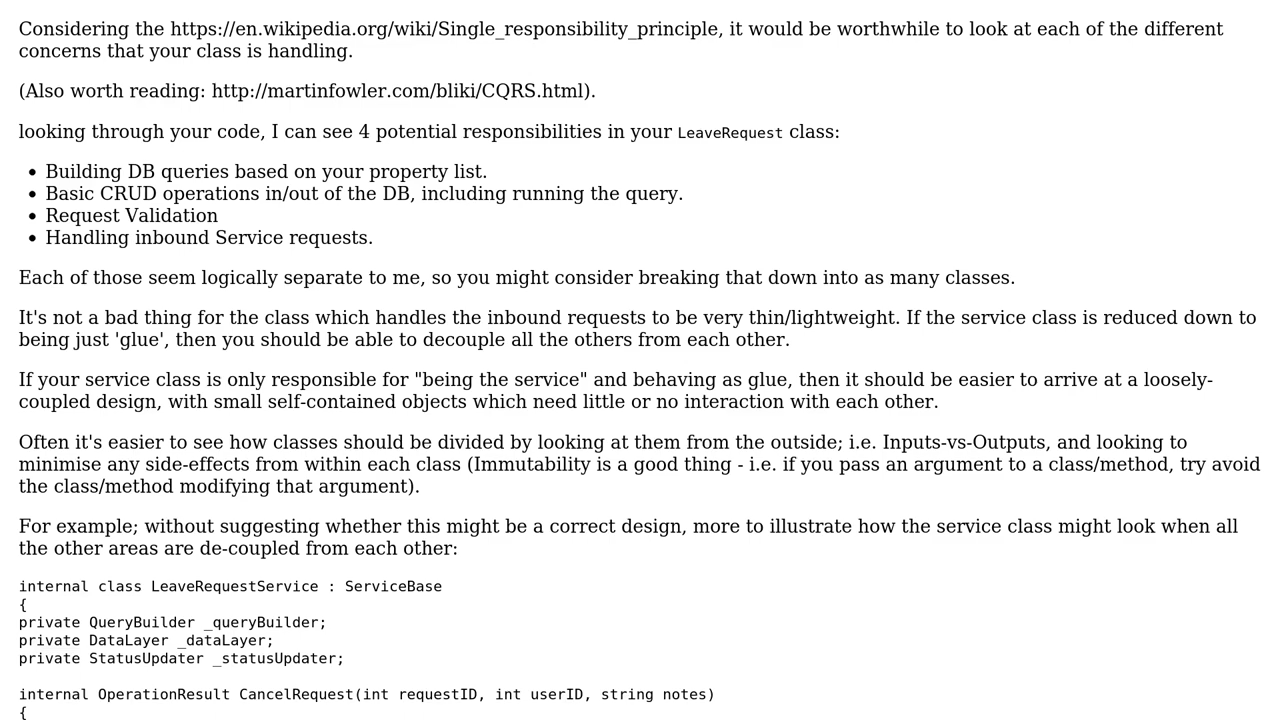 Considering the https://en.wikipedia.org/wiki/Single_responsibility_principle, it would be worthwhile to look at each of the different
concerns that your class is handling.
(Also worth reading: http://martinfowler.com/bliki/CQRS.html).
looking through your code, I can see 4 potential responsibilities in your LeaveRequest class:
• Building DB queries based on your property list.
• Basic CRUD operations in/out of the DB, including running the query.
• Request Validation
• Handling inbound Service requests.
Each of those seem logically separate to me, so you might consider breaking that down into as many classes.
It's not a bad thing for the class which handles the inbound requests to be very thin/lightweight. If the service class is reduced down to
being just 'glue', then you should be able to decouple all the others from each other.
If your service class is only responsible for "being the service" and behaving as glue, then it should be easier to arrive at a loosely-
coupled design, with small self-contained objects which need little or no interaction with each other.
Often it's easier to see how classes should be divided by looking at them from the outside; i.e. Inputs-vs-Outputs, and looking to
minimise any side-effects from within each class (Immutability is a good thing - i.e. if you pass an argument to a class/method, try avoid
the class/method modifying that argument).
For example; without suggesting whether this might be a correct design, more to illustrate how the service class might look when all
the other areas are de-coupled from each other:
internal class LeaveRequestService : ServiceBase
{
private QueryBuilder _queryBuilder;
private DataLayer _dataLayer;
private StatusUpdater _statusUpdater;
internal OperationResult CancelRequest(int requestID, int userID, string notes)
{